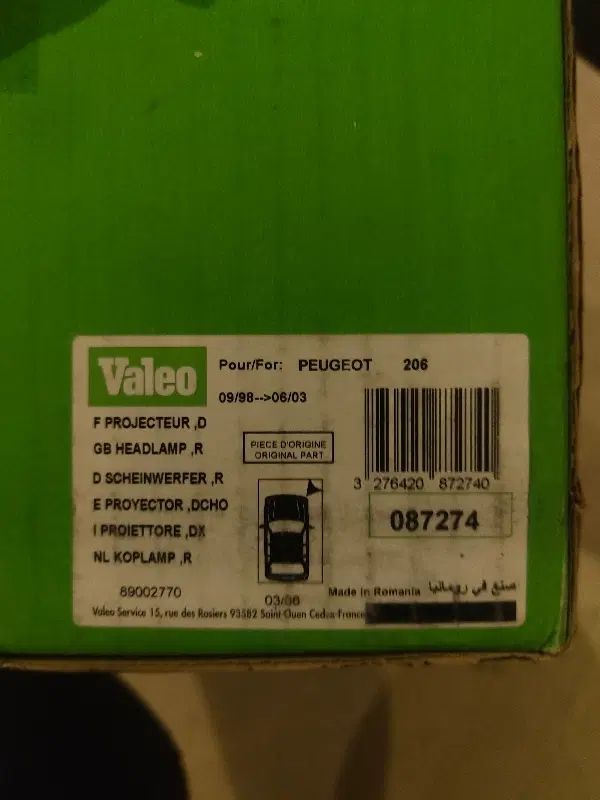 Valeo
Pour/For: PEUGEOT 206
09/98-->06/03
F PROJECTEUR ,D
GB HEADLAMP ,R
D SCHEINWERFER ,R
E PROYECTOR ,DCHO
I PROIETTORE ,DX
NL KOPLAMP ,R
PIECE D'ORIGINE
ORIGINAL PART
3 276420 872740
087274
89002770
03/06
Made in Romania صنع في رومانيا
Valeo Service 15, rue des Rosiers 93582 Saint Ouen Cedex-France